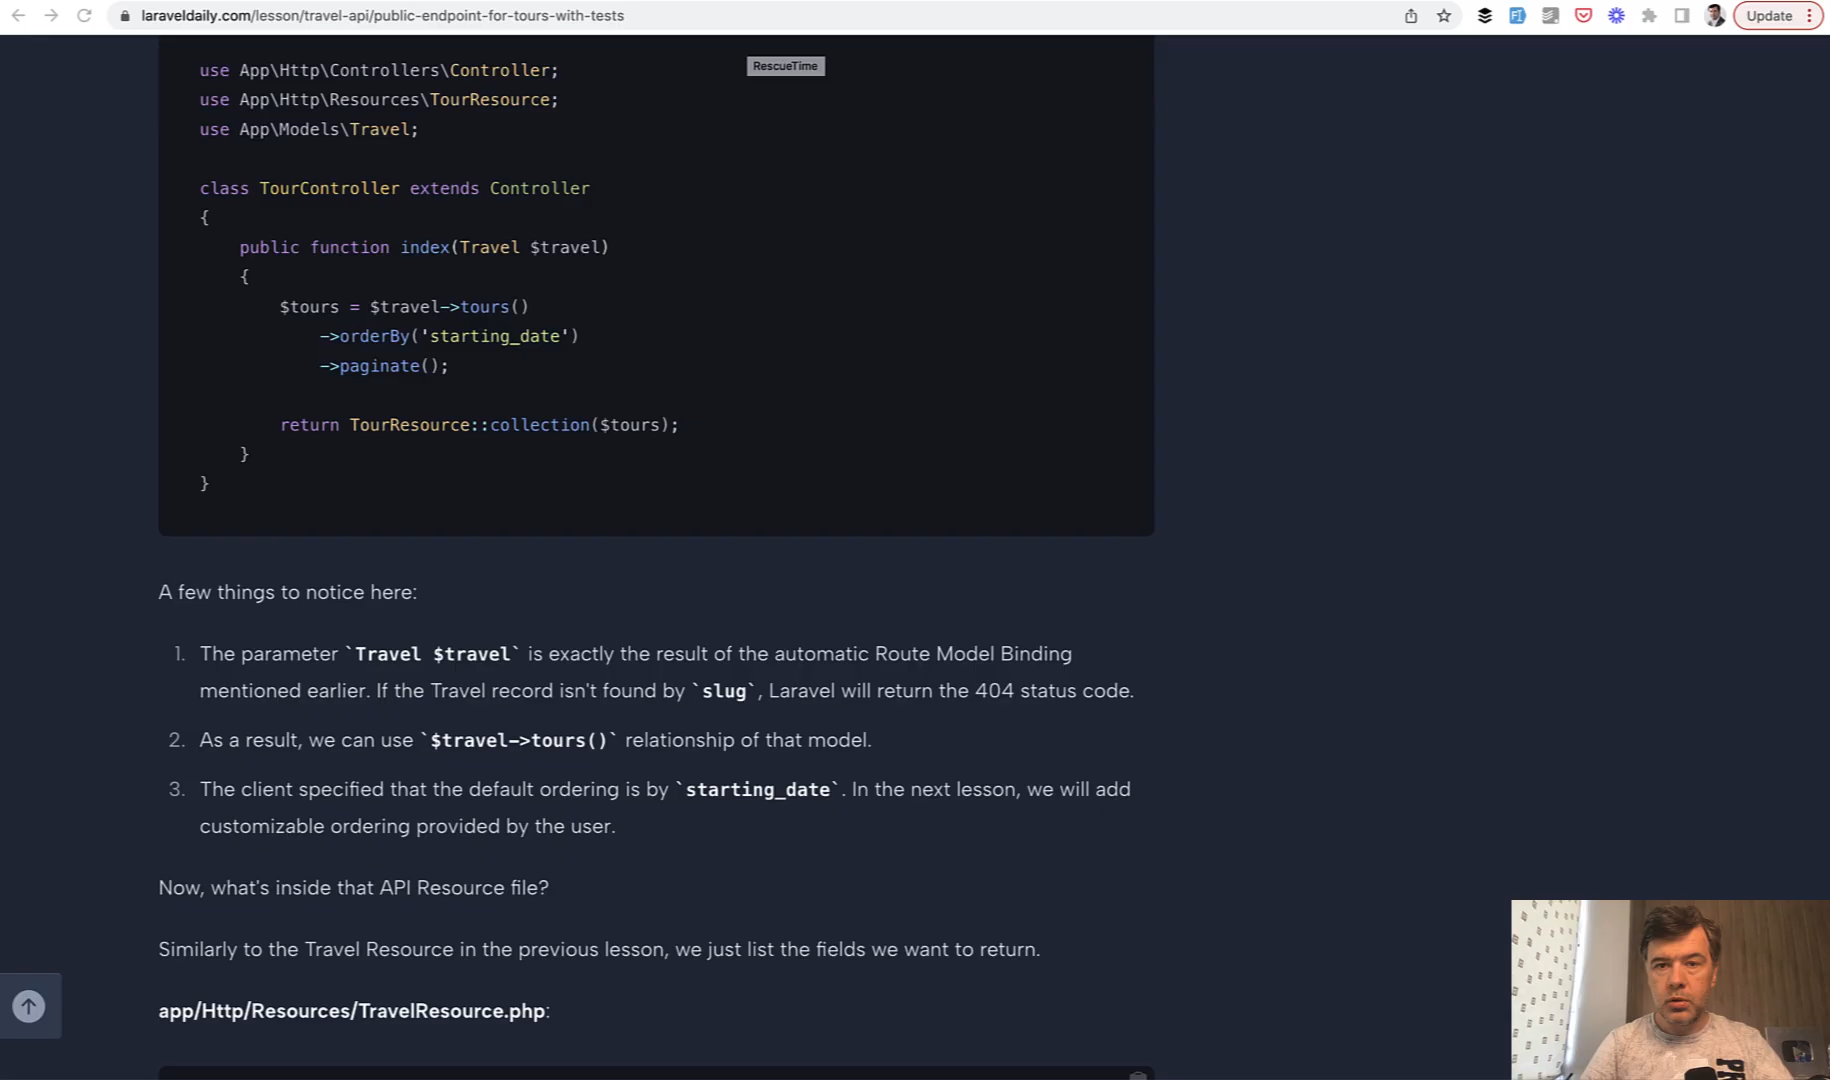 laraveldaily.com/lesson/travel-api/public-endpoint-for-tours-with-tests
Update
RescueTime
use App\Http\Controllers\Controller;
use App\Http\Resources\TourResource;
use App\Models\Travel;
class TourController extends Controller
{
public function index(Travel $travel)
{
$tours = $travel->tours()
->orderBy('starting_date')
->paginate();
return TourResource::collection($tours);
}
}
A few things to notice here:
1. The parameter `Travel $travel` is exactly the result of the automatic Route Model Binding
mentioned earlier. If the Travel record isn't found by `slug`, Laravel will return the 404 status code.
2. As a result, we can use `$travel->tours()` relationship of that model.
3. The client specified that the default ordering is by `starting_date`. In the next lesson, we will add
customizable ordering provided by the user.
Now, what's inside that API Resource file?
Similarly to the Travel Resource in the previous lesson, we just list the fields we want to return.
app/Http/Resources/TravelResource.php: